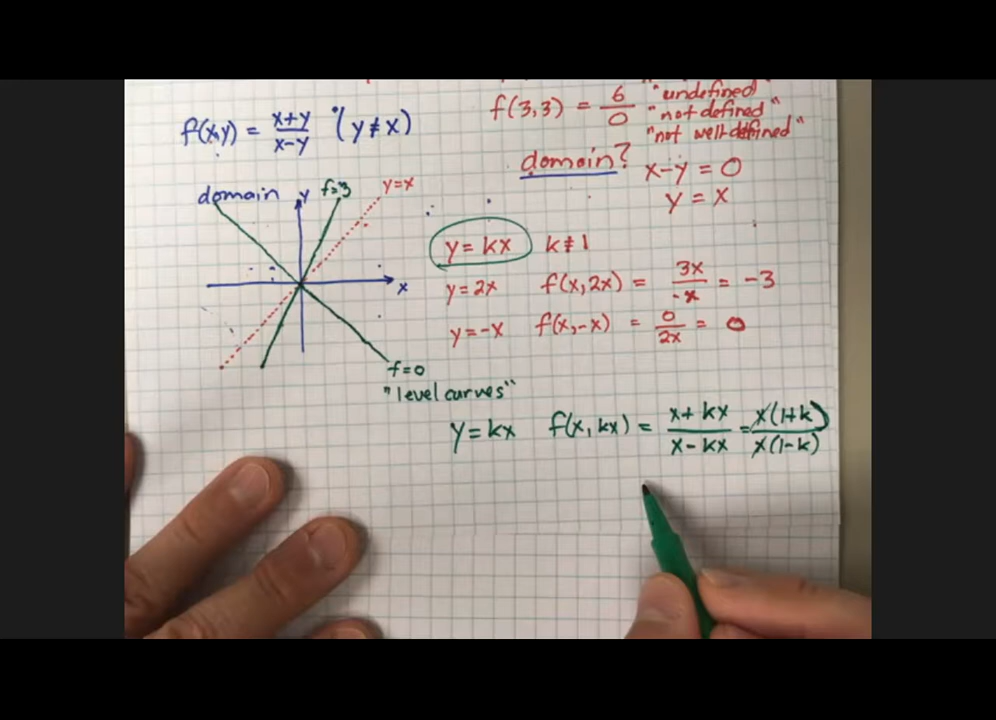 f(x,y) = x+y / x-y (y≠x)
f(3,3) = 6/0 "undefined"
"not defined"
"not well-defined"
domain? x-y = 0
y = x
domain y f=3 y=x
x
f=0
"level curves"
y = kx k≠1
y=2x f(x,2x) = 3x/-x = -3
y=-x f(x,-x) = 0/2x = 0
y=kx f(x,kx) = x+kx / x-kx = x(1+k) / x(1-k)